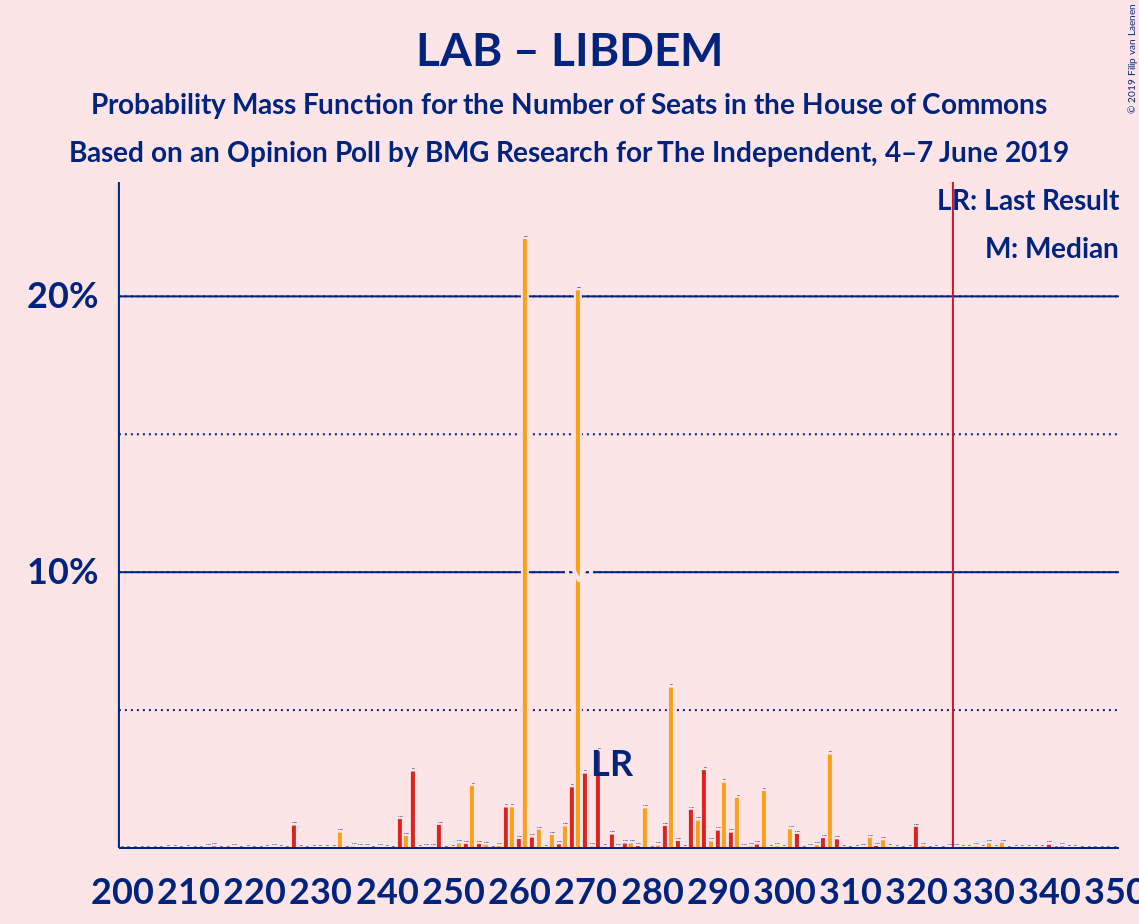 © 2019 Filip van Laenen
LAB – LIBDEM
Probability Mass Function for the Number of Seats in the House of Commons
Based on an Opinion Poll by BMG Research for The Independent, 4–7 June 2019
LR: Last Result
M: Median
20%
10%
LR
200 210 220 230 240 250 260 270 280 290 300 310 320 330 340 350